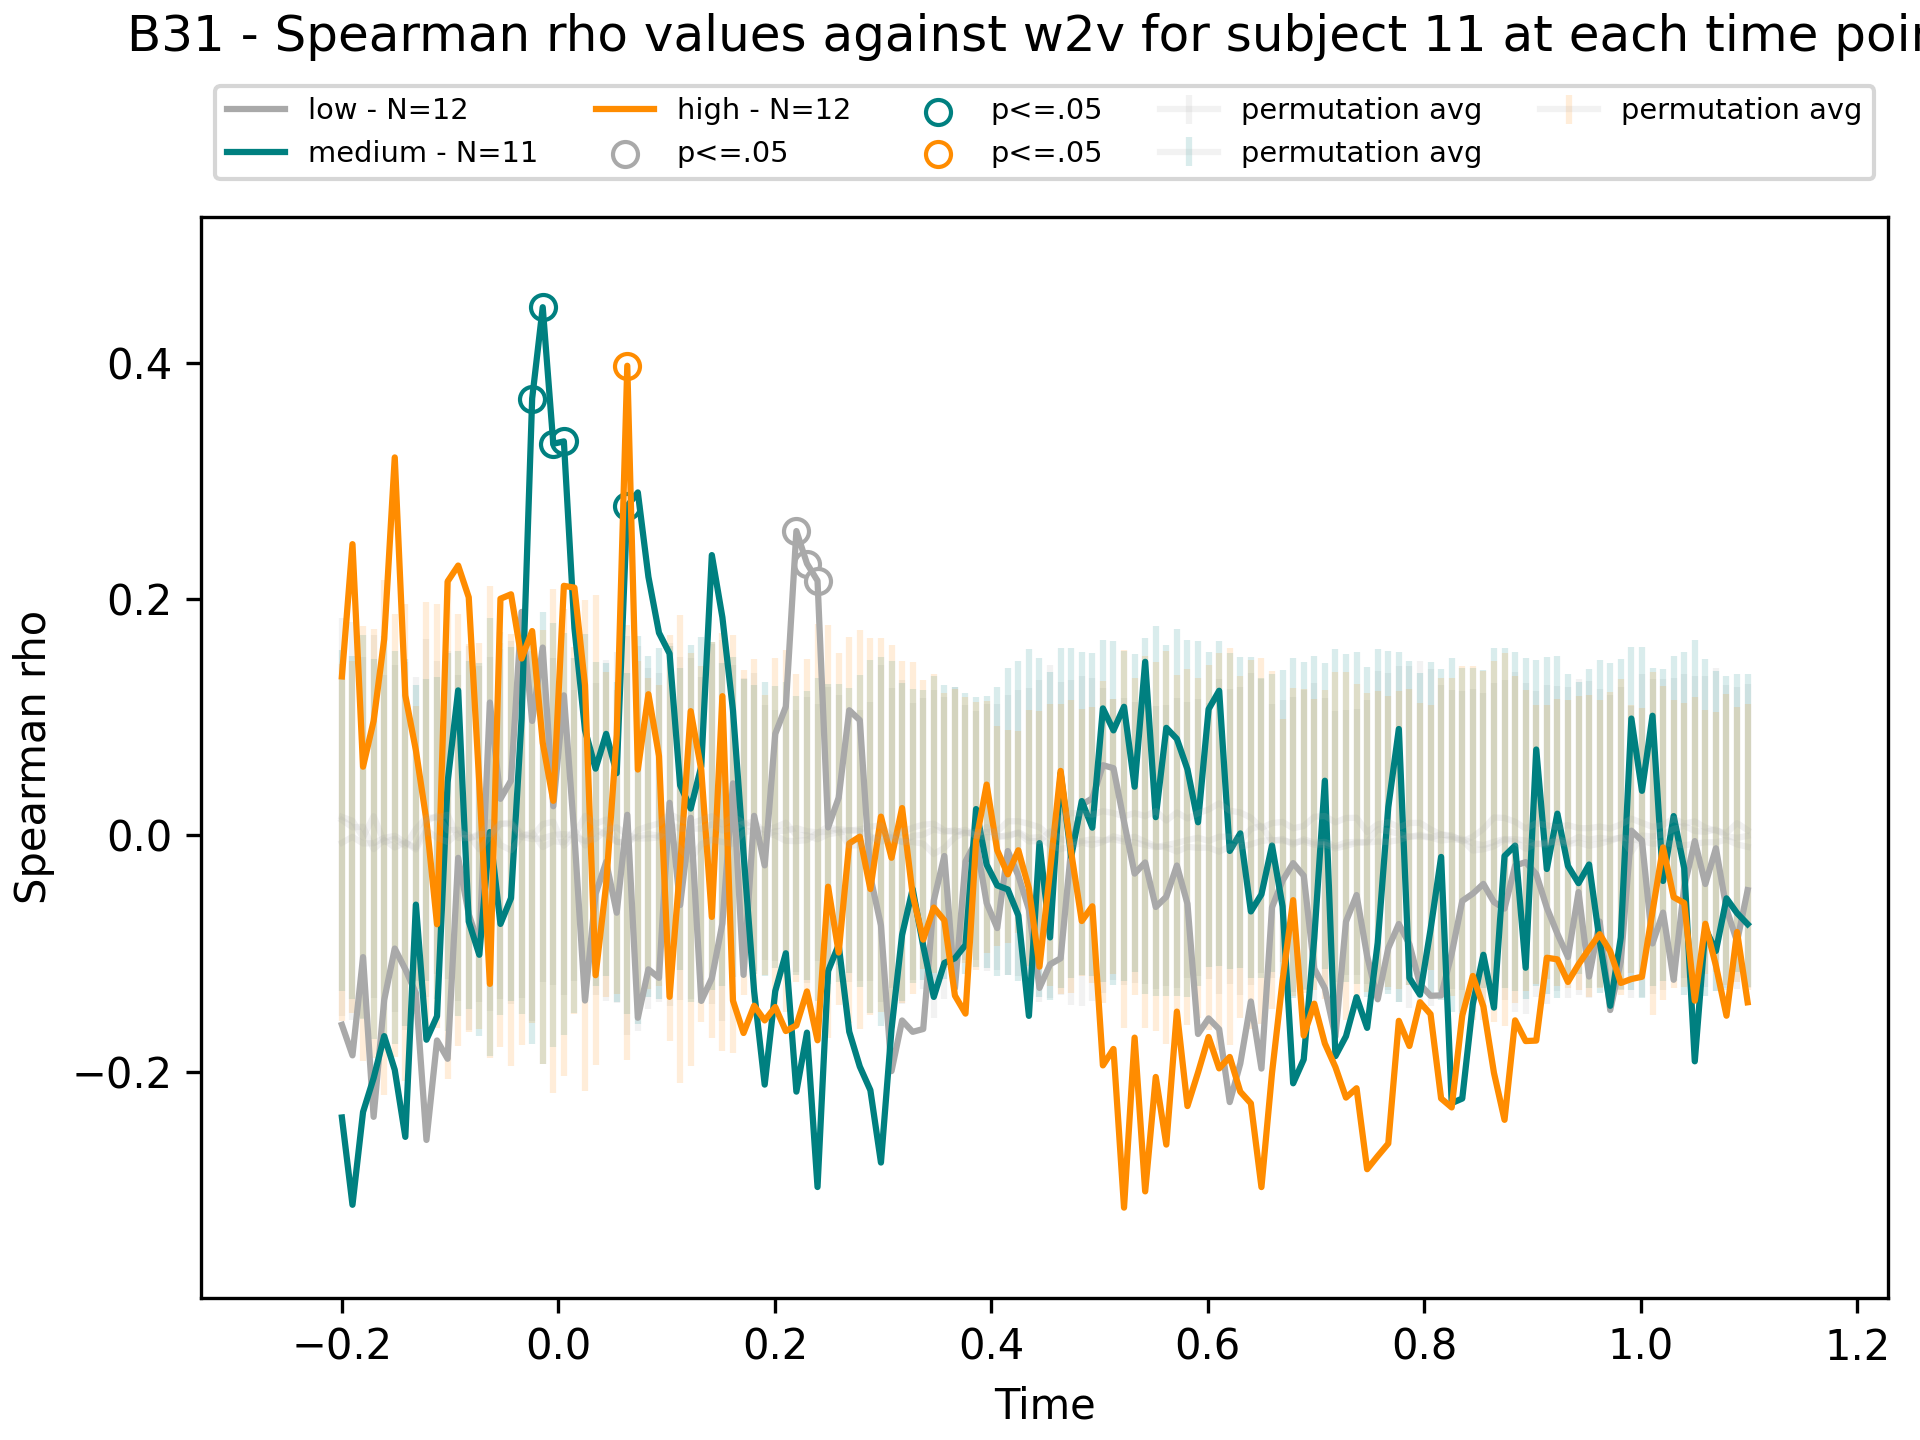 B31 - Spearman rho values against w2v for subject 11 at each time poi
low - N=12 high - N=12 p<=.05 permutation avg permutation avg
medium - N=11 p<=.05 p<=.05 permutation avg
0.4
0.2
0.0
−0.2
Spearman rho
−0.2 0.0 0.2 0.4 0.6 0.8 1.0 1.2
Time